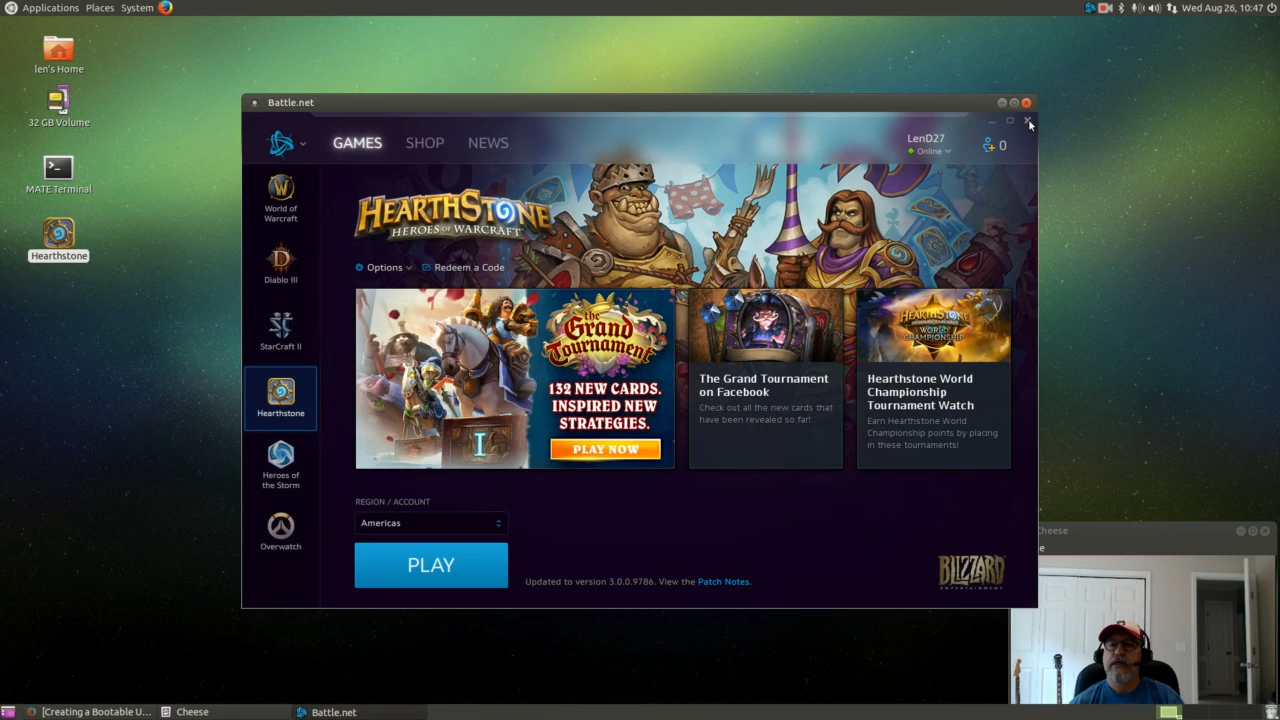 Applications Places System
Wed Aug 26, 10:47
len's Home
32 GB Volume
MATE Terminal
Hearthstone
Battle.net
GAMES SHOP NEWS
LenD27
Online
0
World of
Warcraft
Diablo III
StarCraft II
Hearthstone
Heroes of
the Storm
Overwatch
HEARTHSTONE
HEROES OF WARCRAFT
Options
Redeem a Code
the
Grand
Tournament
132 NEW CARDS.
INSPIRED NEW
STRATEGIES.
PLAY NOW
The Grand Tournament
on Facebook
Check out all the new cards that
have been revealed so far!
HEARTHSTONE
WORLD
CHAMPIONSHIP
Hearthstone World
Championship
Tournament Watch
Earn Hearthstone World
Championship points by placing
in these tournaments!
REGION / ACCOUNT
Americas
PLAY
Updated to version 3.0.0.9786. View the Patch Notes.
BLIZZARD
ENTERTAINMENT
Cheese
[Creating a Bootable U...
Cheese
Battle.net